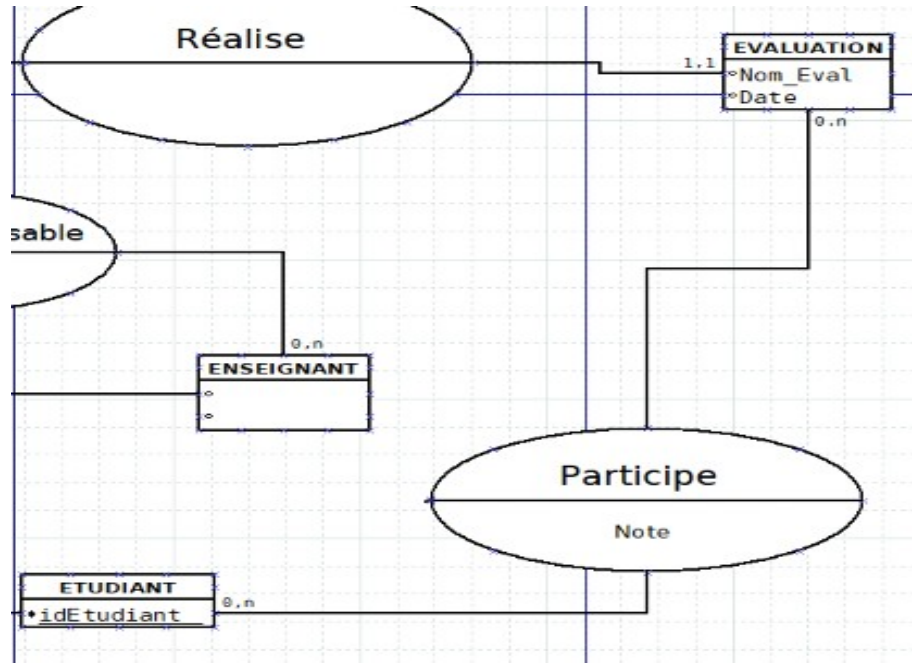 Réalise
EVALUATION
1,1
Nom_Eval
Date
0.n
sable
0,n
ENSEIGNANT
Participe
Note
ETUDIANT
0,n
idEtudiant